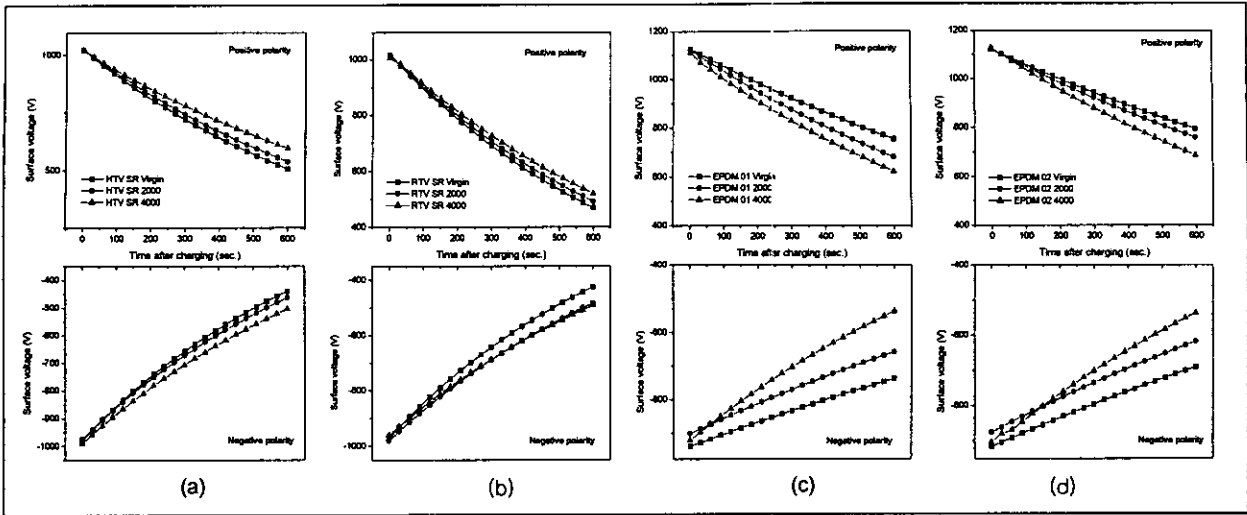 Positive polarity
Surface voltage (V)
1000
500
HTV SR Virgin
HTV SR 2000
HTV SR 4000
0 100 200 300 400 500 600
Time after charging (sec.)
Surface voltage (V)
-400
-500
-600
-700
-800
-900
-1000
Negative polarity
(a)
Positive polarity
Surface voltage (V)
1000
800
600
400
RTV SR Virgin
RTV SR 2000
RTV SR 4000
0 100 200 300 400 500 600
Time after charging (sec.)
Surface voltage (V)
-400
-600
-800
-1000
Negative polarity
(b)
Positive polarity
Surface voltage (V)
1200
1000
800
600
400
EPDM 01 Virgin
EPDM 01 2000
EPDM 01 4000
0 100 200 300 400 500 600
Time after charging (sec.)
Surface voltage (V)
-400
-600
-800
Negative polarity
(c)
Positive polarity
Surface voltage (V)
1200
1000
800
600
400
EPDM 02 Virgin
EPDM 02 2000
EPDM 02 4000
0 100 200 300 400 500 600
Time after charging (sec.)
Surface voltage (V)
-400
-600
-800
Negative polarity
(d)